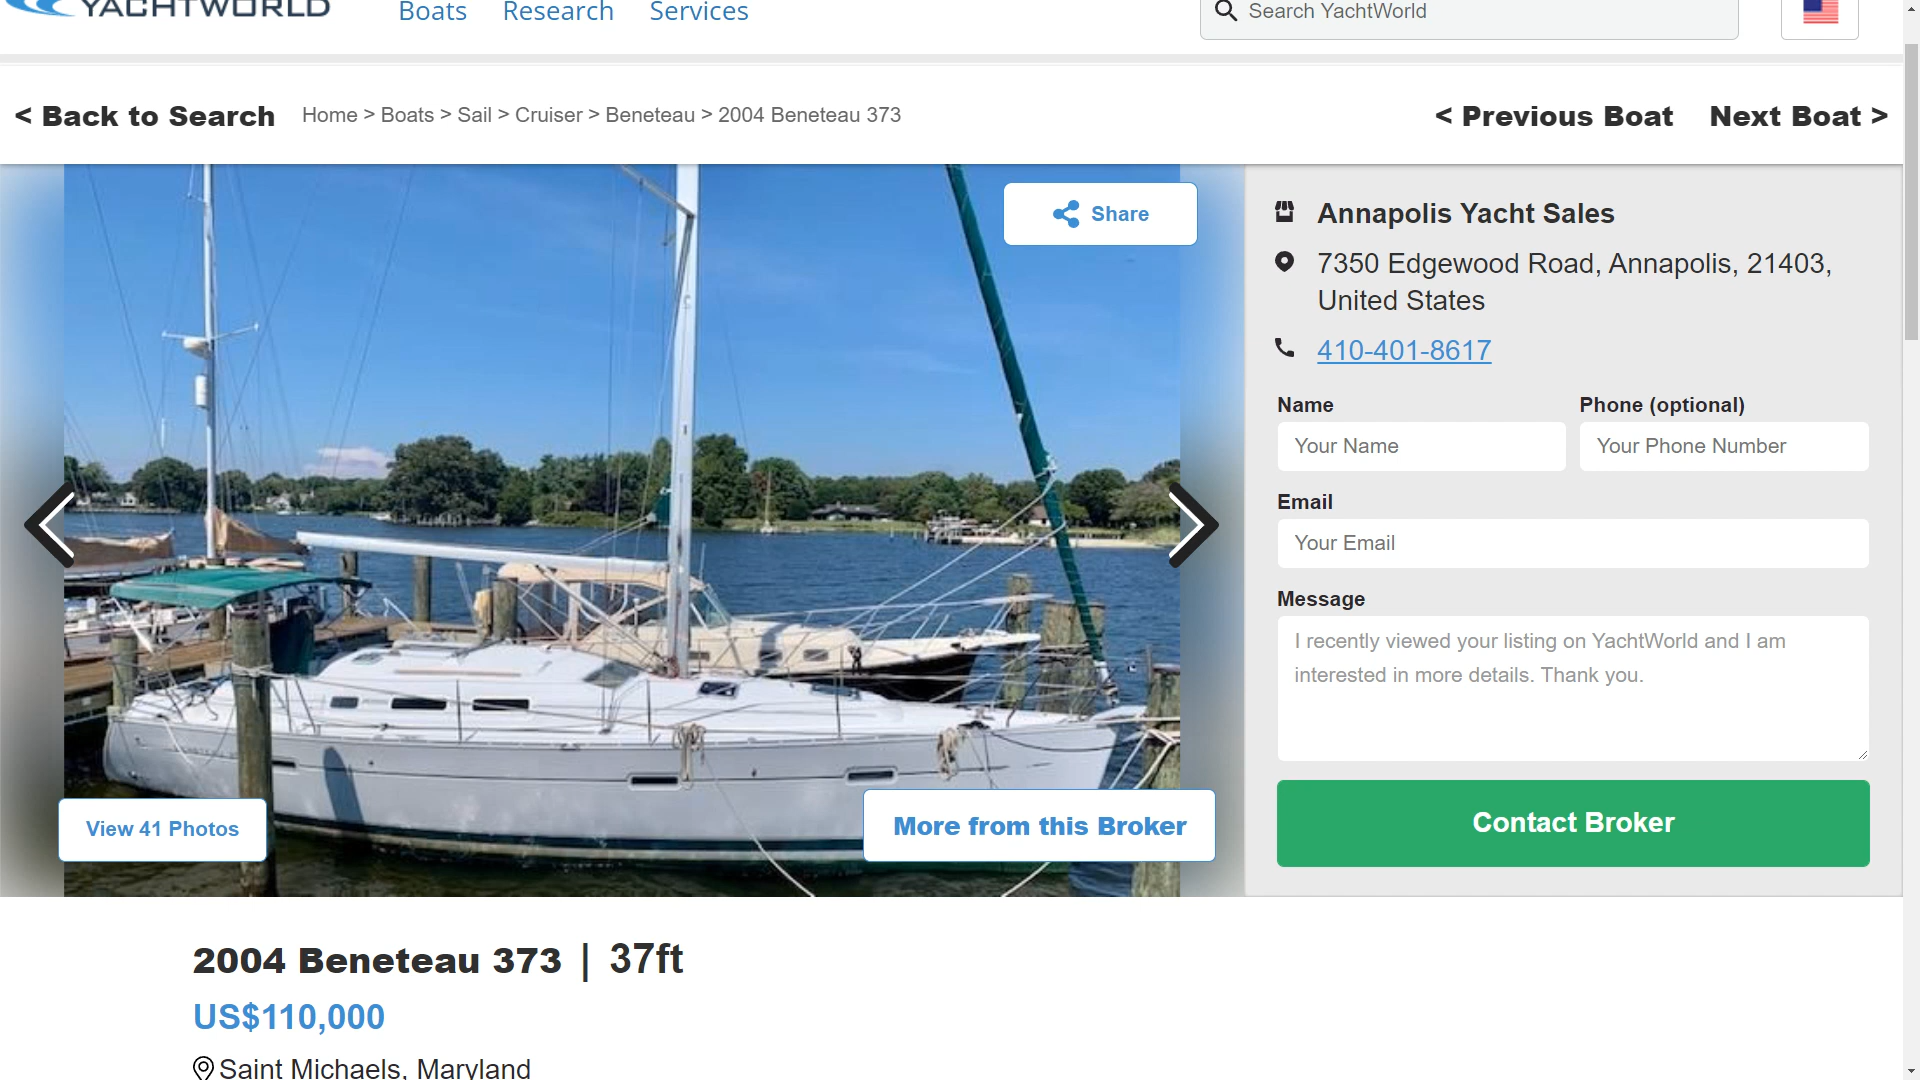 YACHTWORLD
Boats Research Services
Search YachtWorld
< Back to Search
Home > Boats > Sail > Cruiser > Beneteau > 2004 Beneteau 373
< Previous Boat
Next Boat >
Share
View 41 Photos
More from this Broker
Annapolis Yacht Sales
7350 Edgewood Road, Annapolis, 21403,
United States
410-401-8617
Name
Phone (optional)
Your Name
Your Phone Number
Email
Your Email
Message
I recently viewed your listing on YachtWorld and I am
interested in more details. Thank you.
Contact Broker
2004 Beneteau 373 | 37ft
US$110,000
Saint Michaels, Maryland